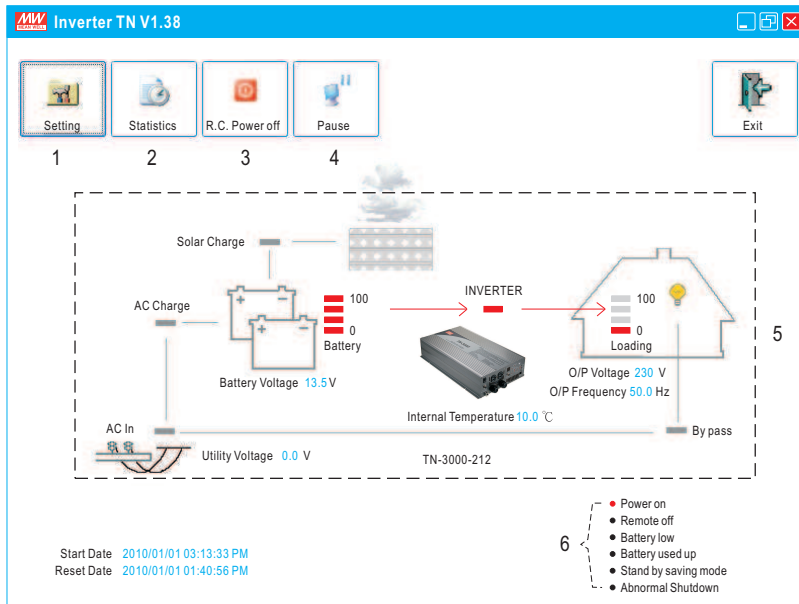 MW MEAN WELL Inverter TN V1.38
Setting Statistics R.C. Power off Pause Exit
1 2 3 4
Solar Charge
AC Charge
+ - + -
100
0
Battery
Battery Voltage 13.5 V
INVERTER
100
0
Loading
O/P Voltage 230 V
O/P Frequency 50.0 Hz
5
Internal Temperature 10.0 °C
AC In
By pass
Utility Voltage 0.0 V
TN-3000-212
6
Power on
Remote off
Battery low
Battery used up
Stand by saving mode
Abnormal Shutdown
Start Date 2010/01/01 03:13:33 PM
Reset Date 2010/01/01 01:40:56 PM